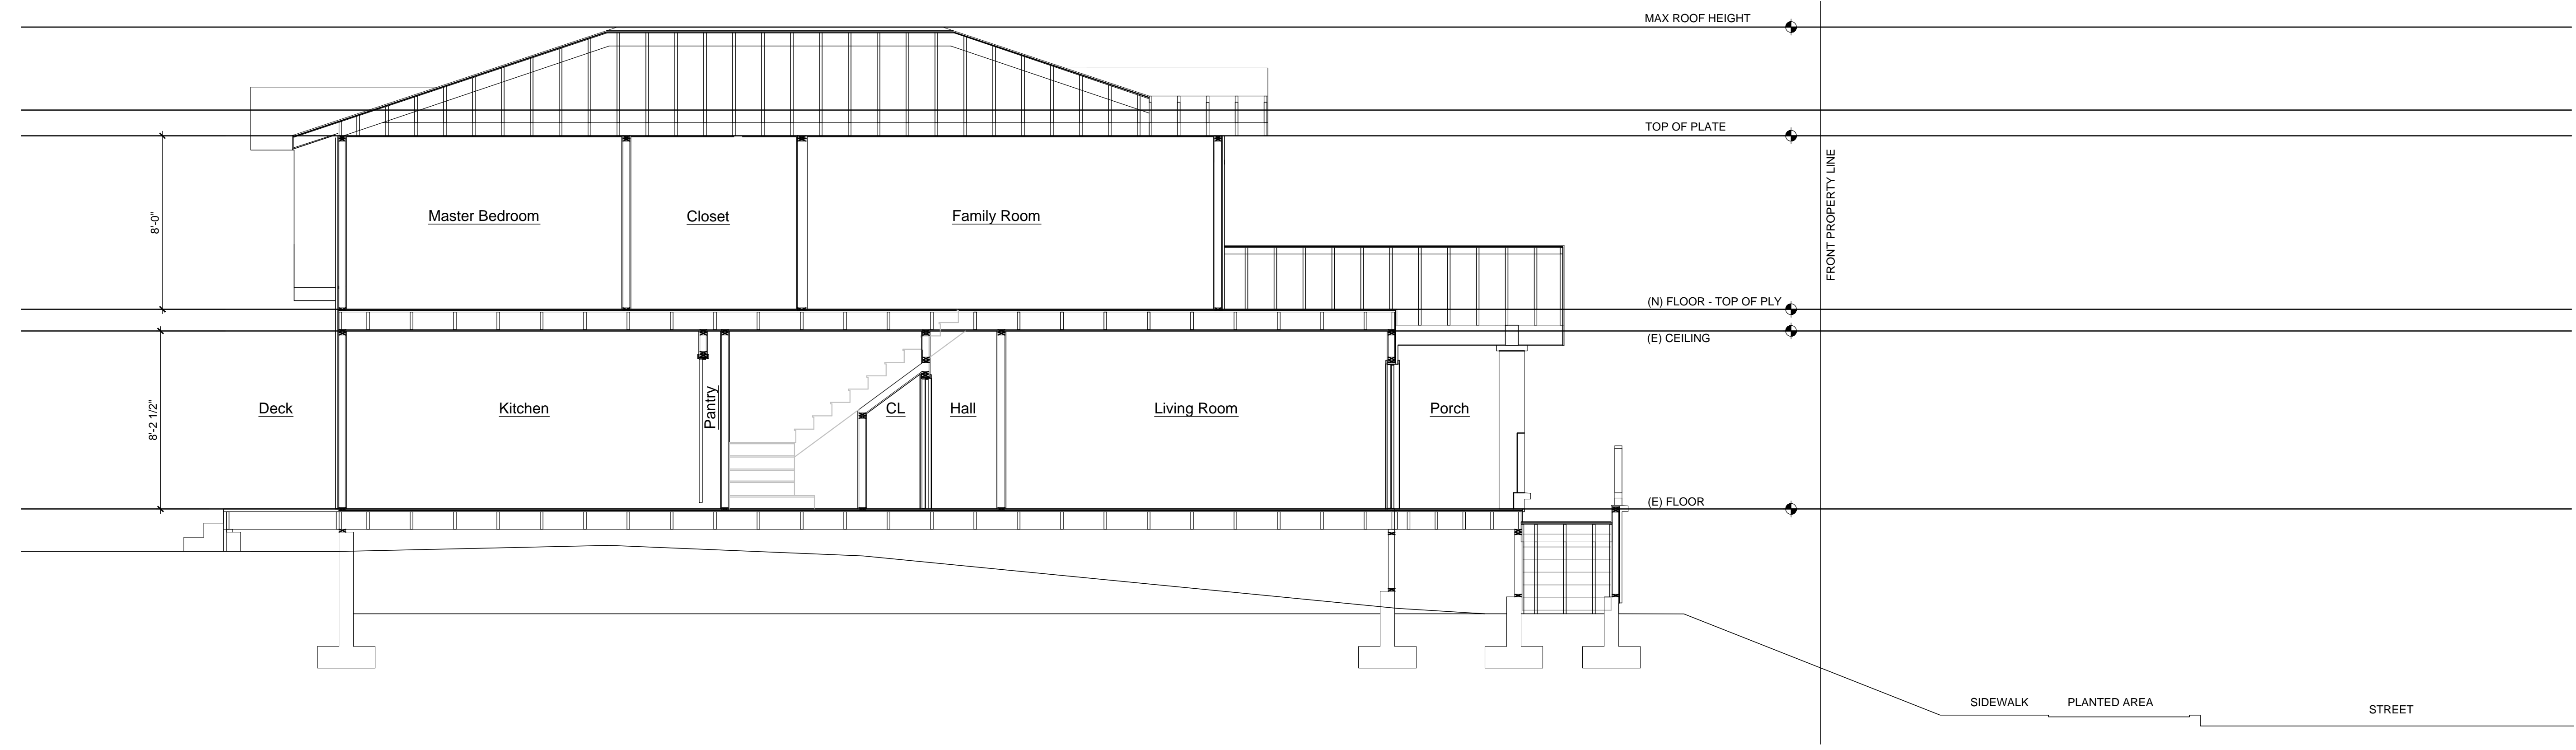 MAX ROOF HEIGHT
TOP OF PLATE
FRONT PROPERTY LINE
8'-0"
Master Bedroom
Closet
Family Room
(N) FLOOR - TOP OF PLY
(E) CEILING
8'-2 1/2"
Deck
Kitchen
Pantry
CL
Hall
Living Room
Porch
(E) FLOOR
SIDEWALK
PLANTED AREA
STREET